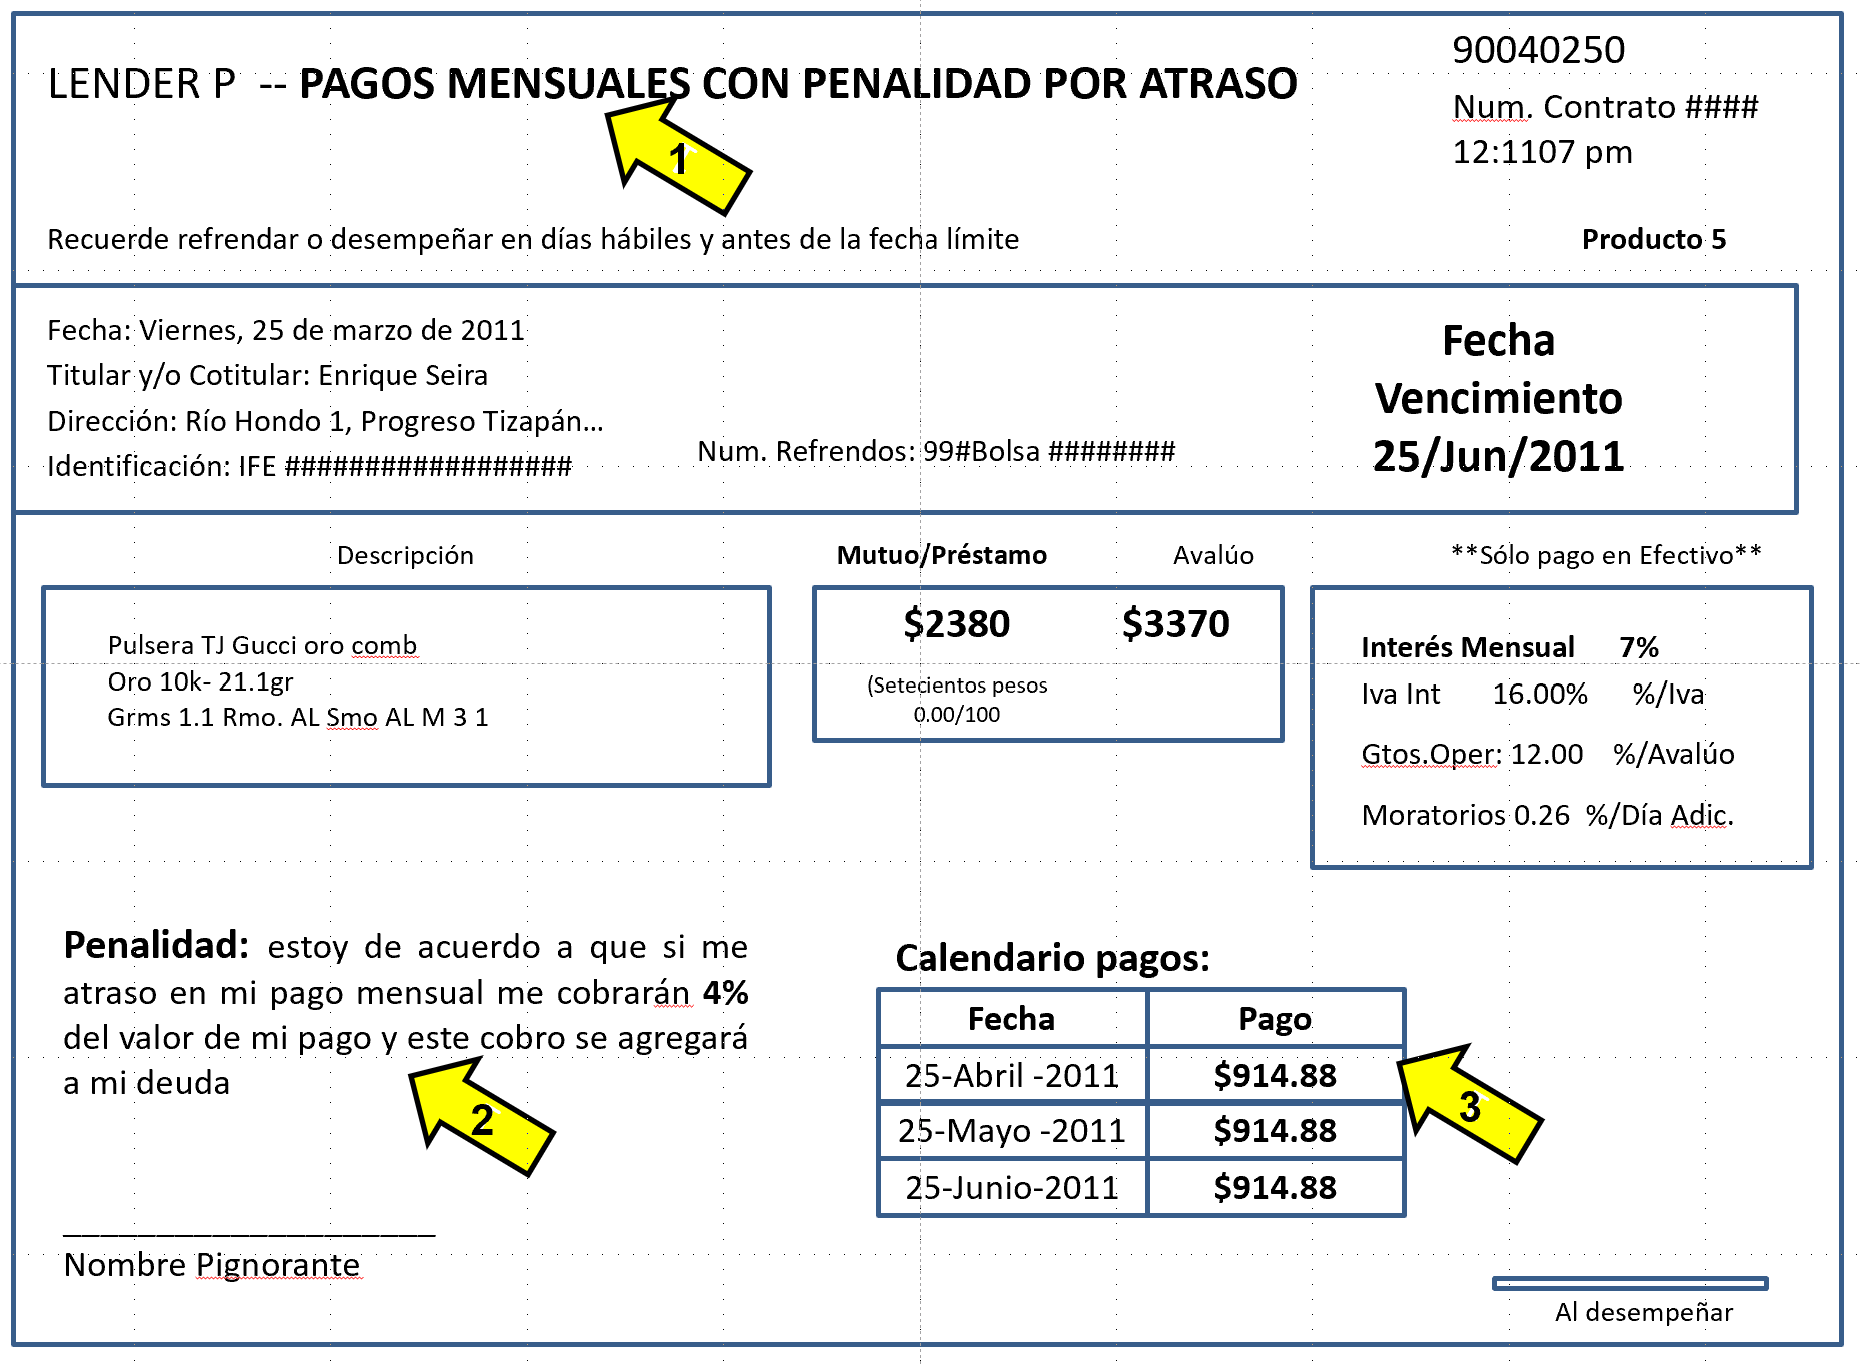 LENDER P -- PAGOS MENSUALES CON PENALIDAD POR ATRASO
90040250
Num. Contrato ####
12:1107 pm
1
Recuerde refrendar o desempeñar en días hábiles y antes de la fecha límite
Producto 5
Fecha: Viernes, 25 de marzo de 2011
Titular y/o Cotitular: Enrique Seira
Dirección: Río Hondo 1, Progreso Tizapán...
Identificación: IFE ##################
Num. Refrendos: 99#Bolsa ########
Fecha
Vencimiento
25/Jun/2011
Descripción
Pulsera TJ Gucci oro comb
Oro 10k- 21.1gr
Grms 1.1 Rmo. AL Smo AL M 3 1
Mutuo/Préstamo Avalúo
$2380 $3370
(Setecientos pesos
0.00/100
**Sólo pago en Efectivo**
Interés Mensual 7%
Iva Int 16.00% %/Iva
Gtos.Oper: 12.00 %/Avalúo
Moratorios 0.26 %/Día Adic.
Penalidad: estoy de acuerdo a que si me
atraso en mi pago mensual me cobrarán 4%
del valor de mi pago y este cobro se agregará
a mi deuda
2
Calendario pagos:
Fecha Pago
25-Abril -2011 $914.88
25-Mayo -2011 $914.88
25-Junio-2011 $914.88
3
Nombre Pignorante
Al desempeñar